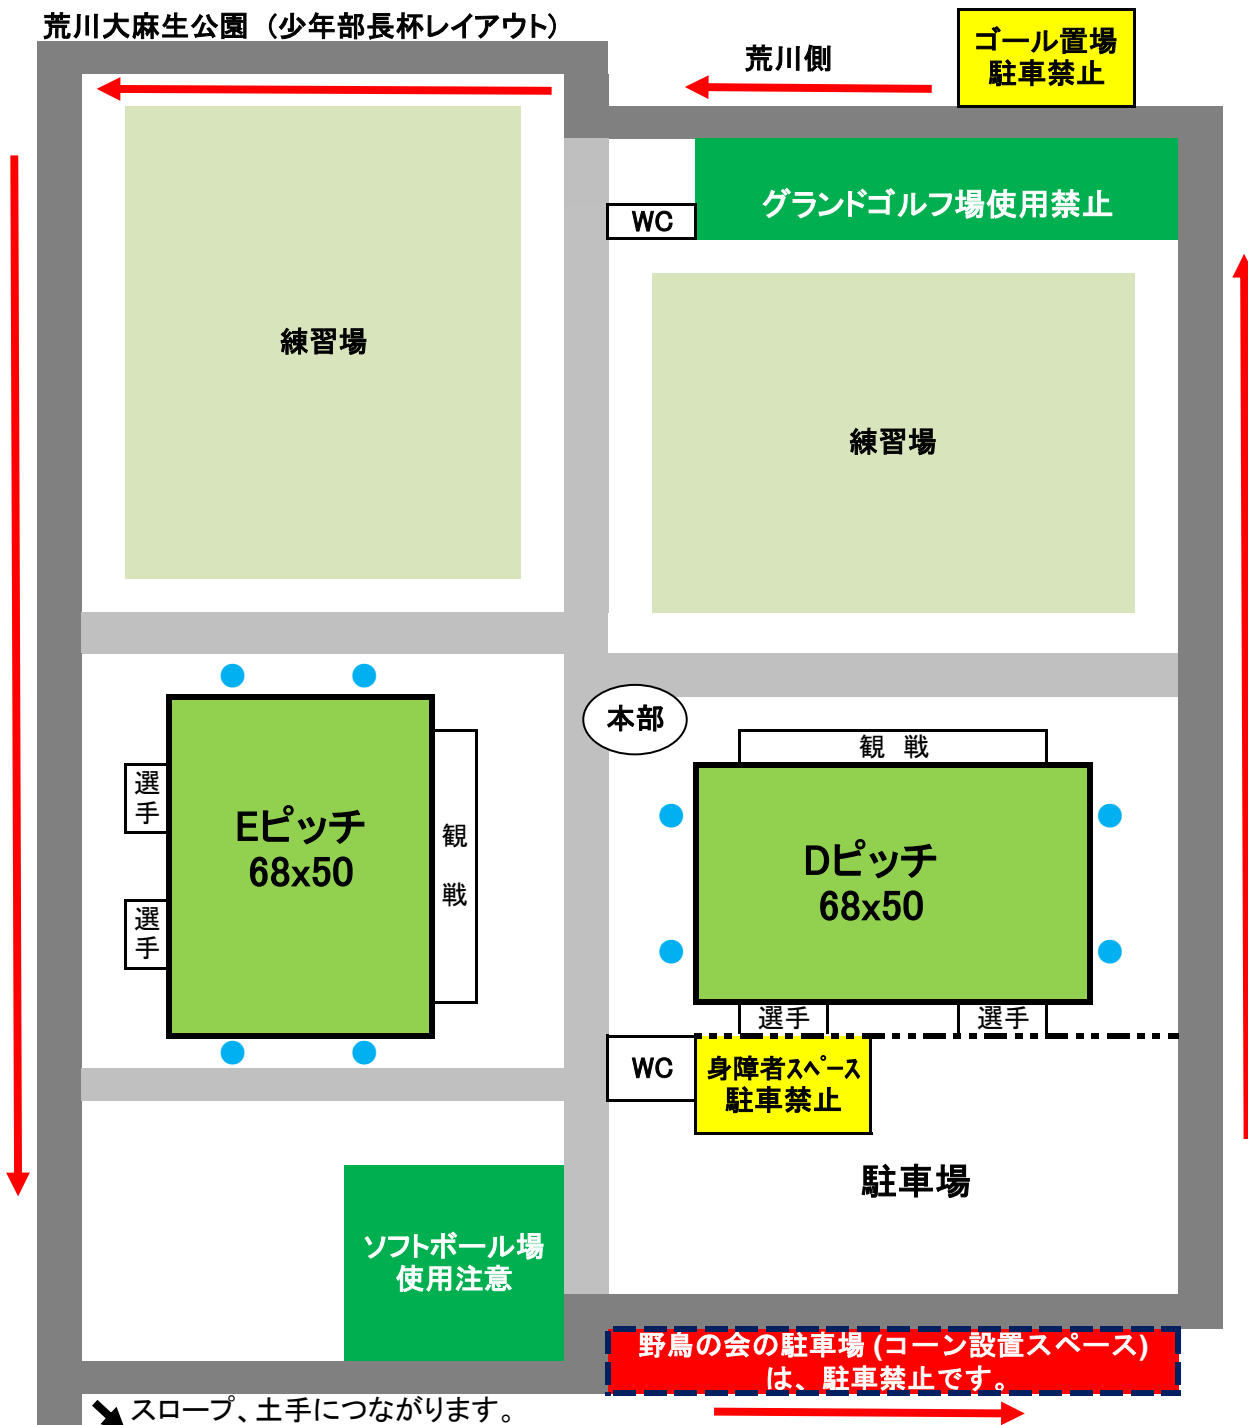 荒川大麻生公園（少年部長杯レイアウト）
荒川側
ゴール置場
駐車禁止
グランドゴルフ場使用禁止
WC
練習場
練習場
本部
観 戦
選手
Eピッチ
68x50
観戦
Dピッチ
68x50
選手
選手
選手
WC
身障者ｽﾍﾟｰｽ
駐車禁止
駐車場
ソフトボール場
使用注意
野鳥の会の駐車場(コーン設置スペース)
は、駐車禁止です。
スロープ、土手につながります。